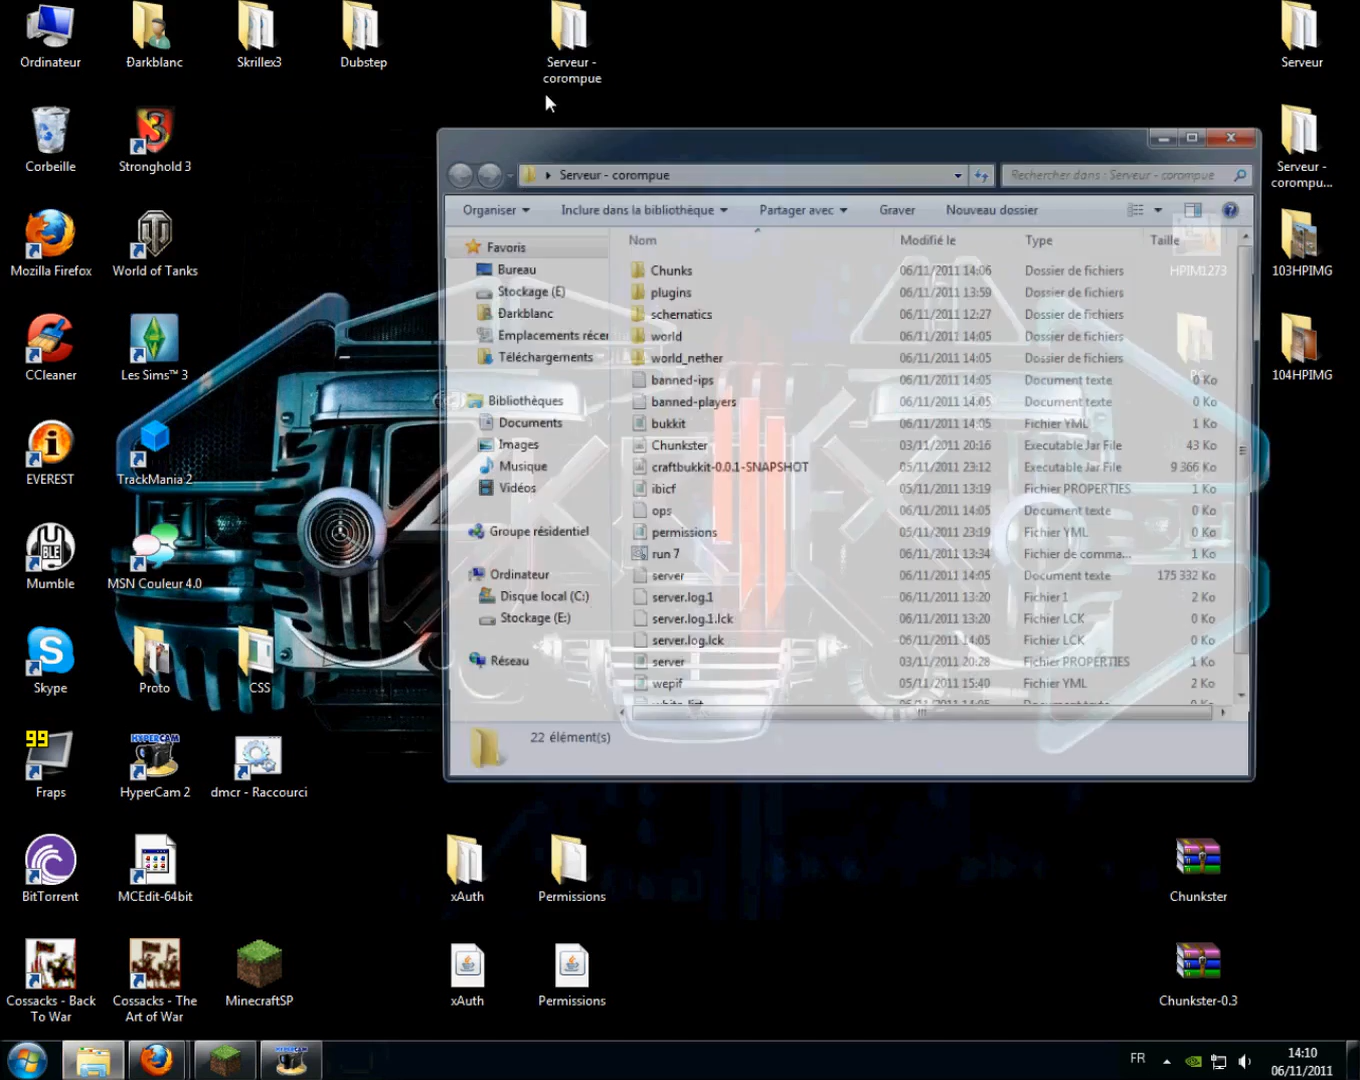 Ordinateur
Đarkblanc
Skrillex3
Dubstep
Serveur -
corompue
Serveur
Corbeille
Stronghold 3
Serveur -
corompu...
Mozilla Firefox
World of Tanks
103HPIMG
CCleaner
Les Sims™ 3
104HPIMG
EVEREST
TrackMania 2
Mumble
MSN Couleur 4.0
Skype
Proto
CSS
99
Fraps
HYPERCAM
HyperCam 2
dmcr - Raccourci
BitTorrent
MCEdit-64bit
Cossacks - Back
To War
Cossacks - The
Art of War
MinecraftSP
xAuth
Permissions
xAuth
Permissions
Chunkster
Chunkster-0.3
HPIM1273
Serveur - corompue
Rechercher dans : Serveur - corompue
Organiser
Inclure dans la bibliothèque
Partager avec
Graver
Nouveau dossier
Favoris
Bureau
Stockage (E)
Đarkblanc
Emplacements récer
Téléchargements
Bibliothèques
Documents
Images
Musique
Vidéos
Groupe résidentiel
Ordinateur
Disque local (C:)
Stockage (E:)
Réseau
Nom Modifié le Type Taille
Chunks 06/11/2011 14:06 Dossier de fichiers
plugins 06/11/2011 13:59 Dossier de fichiers
schematics 06/11/2011 12:27 Dossier de fichiers
world 06/11/2011 14:05 Dossier de fichiers
world_nether 06/11/2011 14:05 Dossier de fichiers
banned-ips 06/11/2011 14:05 Document texte 0 Ko
banned-players 06/11/2011 14:05 Document texte 0 Ko
bukkit 06/11/2011 14:05 Fichier YML 1 Ko
Chunkster 03/11/2011 20:16 Executable Jar File 43 Ko
craftbukkit-0.0.1-SNAPSHOT 05/11/2011 23:12 Executable Jar File 9 366 Ko
ibicf 05/11/2011 13:19 Fichier PROPERTIES 1 Ko
ops 06/11/2011 14:05 Document texte 0 Ko
permissions 05/11/2011 23:19 Fichier YML 1 Ko
run 7 06/11/2011 13:34 Fichier de comma... 1 Ko
server 06/11/2011 14:05 Document texte 175 332 Ko
server.log.1 06/11/2011 13:20 Fichier 1 2 Ko
server.log.1.lck 06/11/2011 13:20 Fichier LCK 0 Ko
server.log.lck 06/11/2011 14:05 Fichier LCK 0 Ko
server 03/11/2011 20:28 Fichier PROPERTIES 1 Ko
wepif 05/11/2011 15:40 Fichier YML 2 Ko
22 élément(s)
FR
14:10
06/11/2011